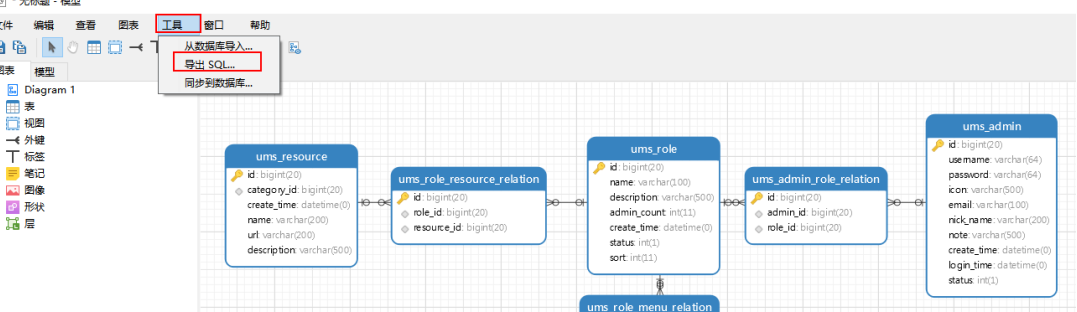 * 无标题 - 模型
文件 编辑 查看 图表 工具 窗口 帮助
从数据库导入...
导出 SQL...
同步到数据库...
图表 模型
Diagram 1
表
视图
外键
标签
笔记
图像
形状
层
ums_resource
id: bigint(20)
category_id: bigint(20)
create_time: datetime(0)
name: varchar(200)
url: varchar(200)
description: varchar(500)
ums_role_resource_relation
id: bigint(20)
role_id: bigint(20)
resource_id: bigint(20)
ums_role
id: bigint(20)
name: varchar(100)
description: varchar(500)
admin_count: int(11)
create_time: datetime(0)
status: int(1)
sort: int(11)
ums_admin_role_relation
id: bigint(20)
admin_id: bigint(20)
role_id: bigint(20)
ums_admin
id: bigint(20)
username: varchar(64)
password: varchar(64)
icon: varchar(500)
email: varchar(100)
nick_name: varchar(200)
note: varchar(500)
create_time: datetime(0)
login_time: datetime(0)
status: int(1)
ums_role_menu_relation